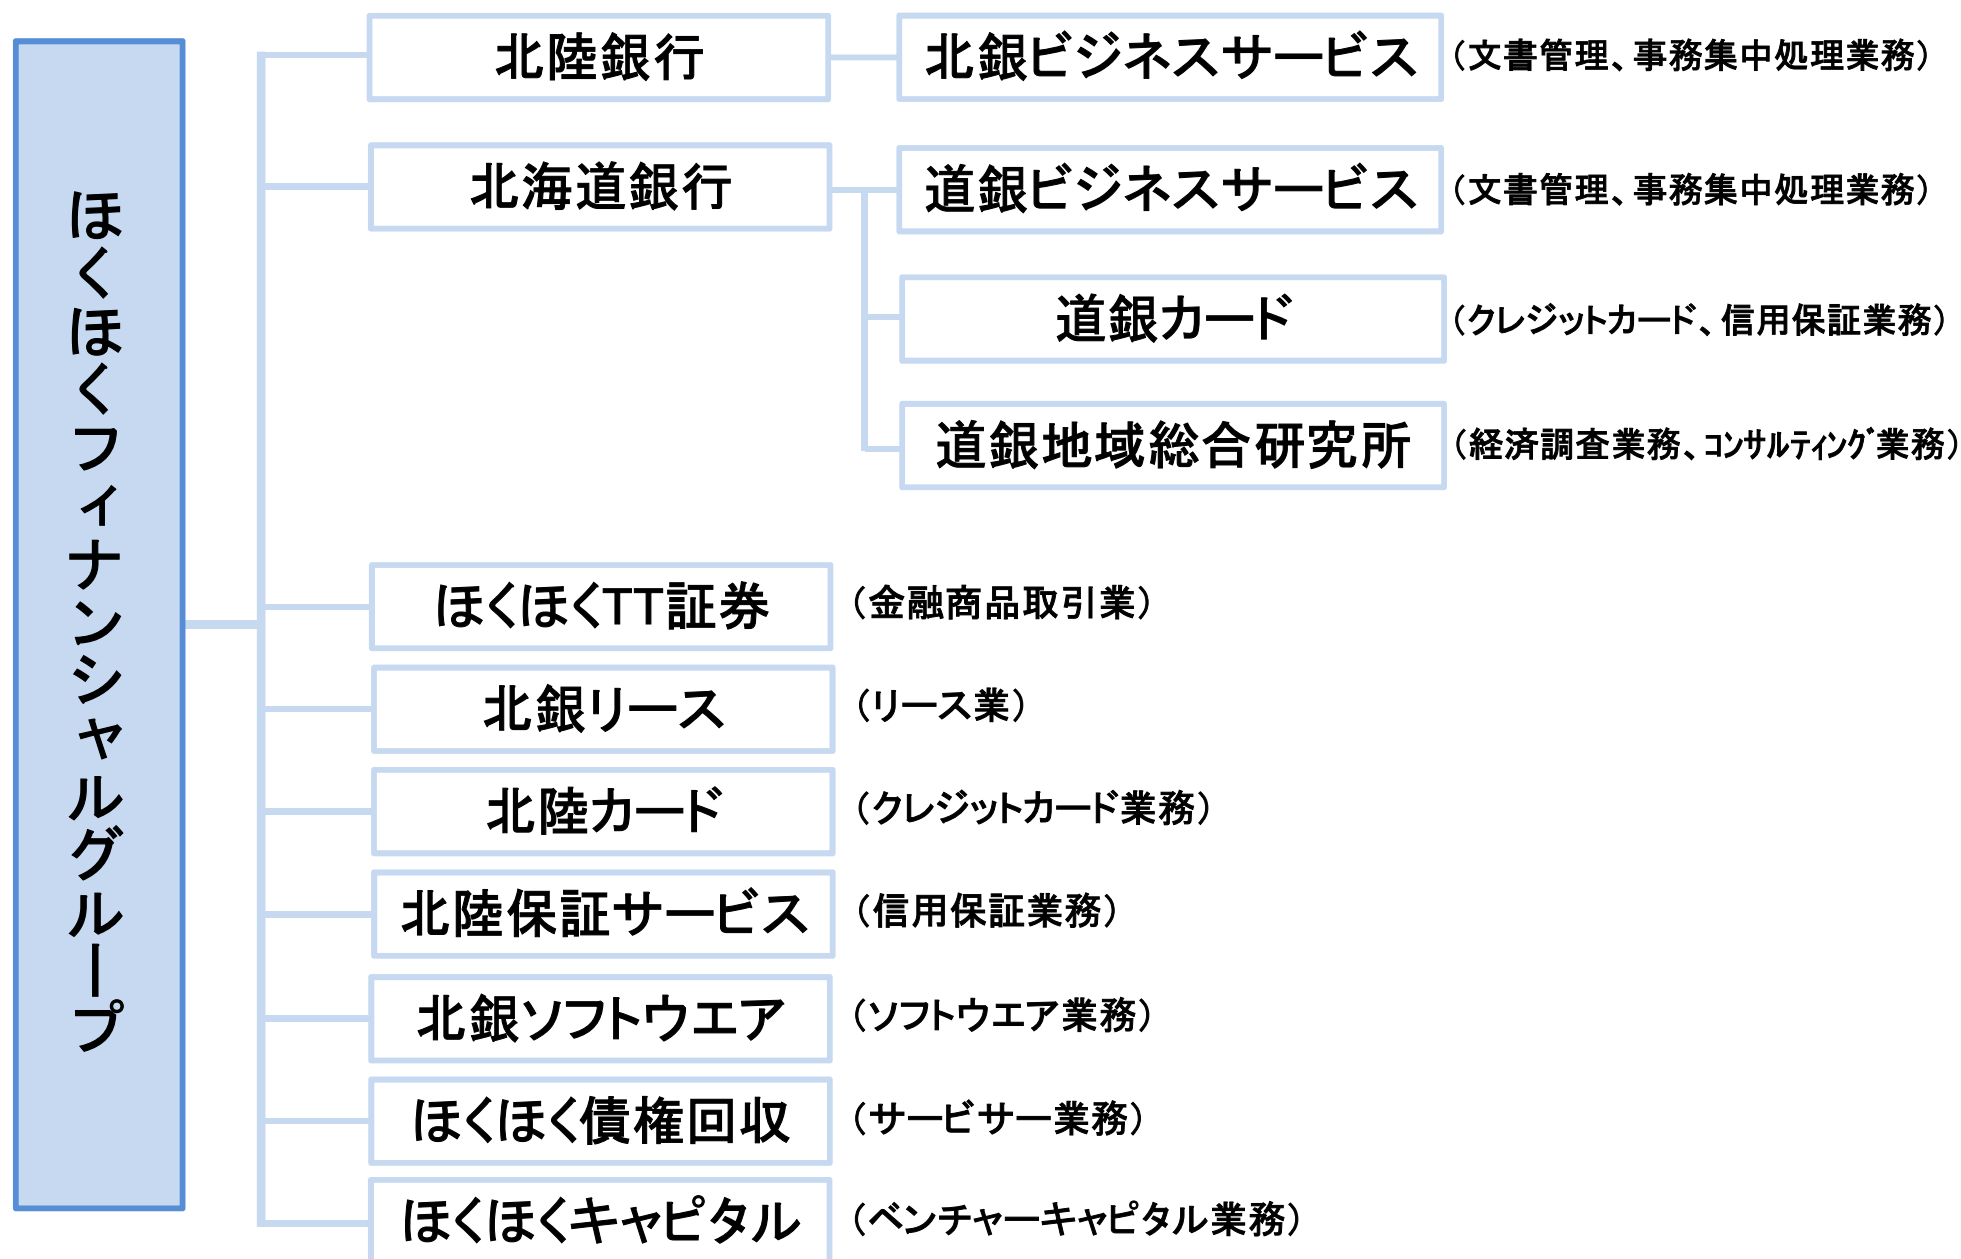 ほくほくフィナンシャルグループ
北陸銀行
北銀ビジネスサービス
（文書管理、事務集中処理業務）
北海道銀行
道銀ビジネスサービス
（文書管理、事務集中処理業務）
道銀カード
（クレジットカード、信用保証業務）
道銀地域総合研究所
（経済調査業務、ｺﾝｻﾙﾃｨﾝｸﾞ業務）
ほくほくTT証券
（金融商品取引業）
北銀リース
（リース業）
北陸カード
（クレジットカード業務）
北陸保証サービス
（信用保証業務）
北銀ソフトウエア
（ソフトウエア業務）
ほくほく債権回収
（サービサー業務）
ほくほくキャピタル
（ベンチャーキャピタル業務）